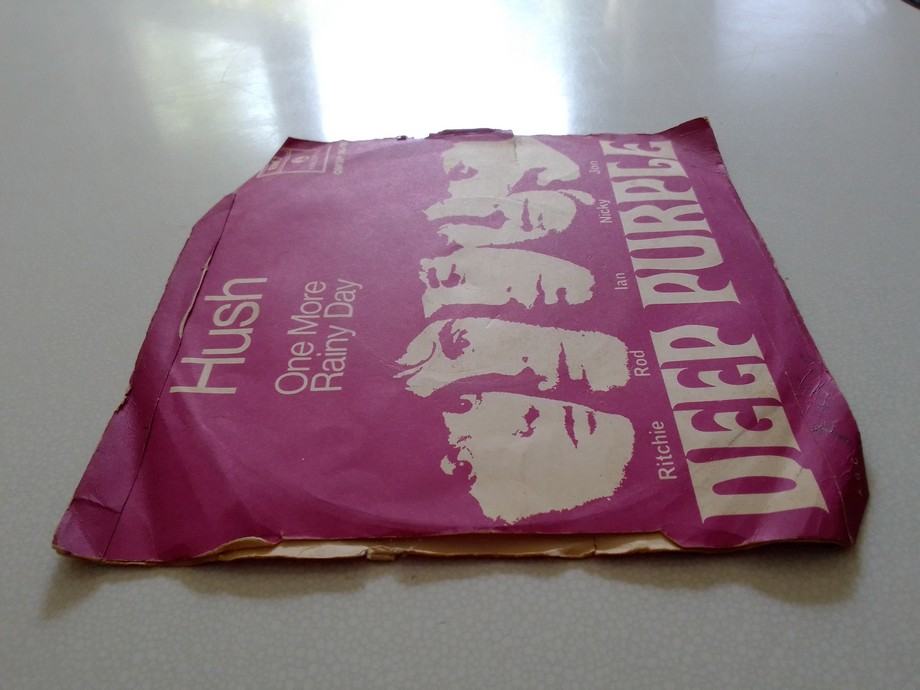 Hush
One More
Rainy Day
Ritchie
Rod
Ian
Nicky
Jon
DEEP PURPLE